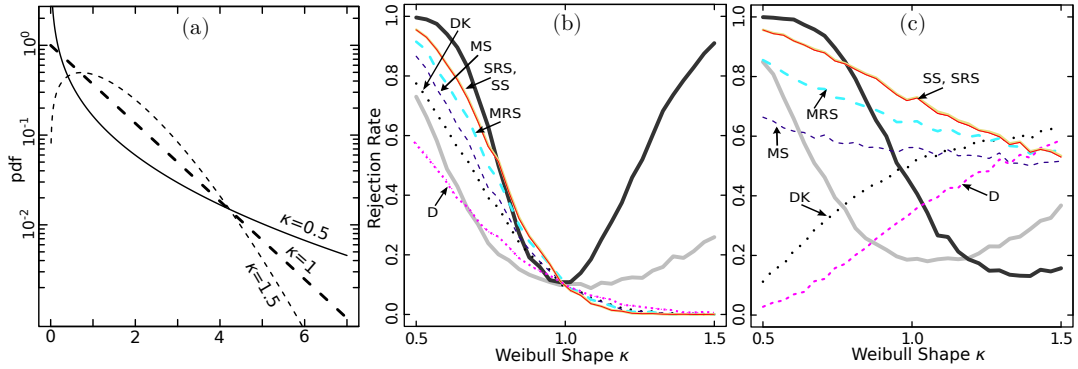 (a)
pdf
10⁰
10⁻¹
10⁻²
κ=0.5
κ=1
κ=1.5
0 2 4 6
(b)
Rejection Rate
1.0
0.8
0.6
0.4
0.2
0.0
DK
MS
SRS,
SS
MRS
D
0.5 1.0 1.5
Weibull Shape κ
(c)
1.0
0.8
0.6
0.4
0.2
0.0
SS, SRS
MRS
MS
DK
D
0.5 1.0 1.5
Weibull Shape κ